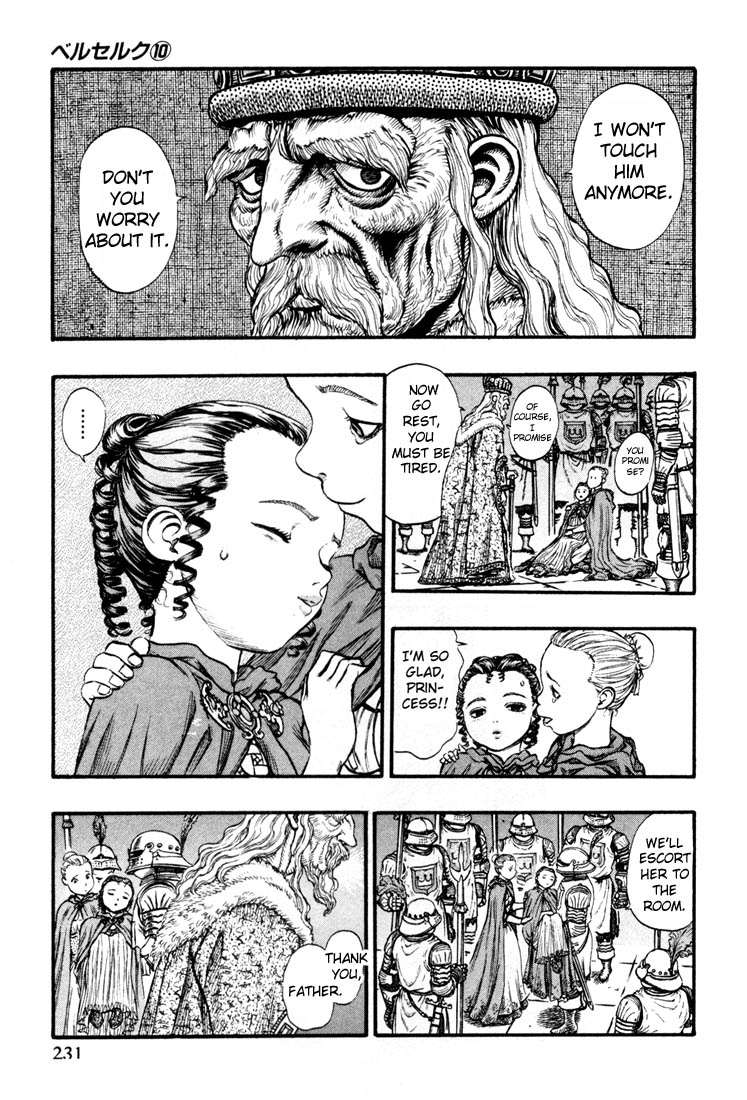 ベルセルク⑩
I WON'T
TOUCH
HIM
ANYMORE.
DON'T
YOU
WORRY
ABOUT IT.
YOU
PROMI
SE?
OF
COURSE,
I
PROMISE
NOW
GO
REST,
YOU
MUST BE
TIRED.
......
I'M SO
GLAD,
PRIN-
CESS!!
WE'LL
ESCORT
HER TO
THE
ROOM.
THANK
YOU,
FATHER.
231